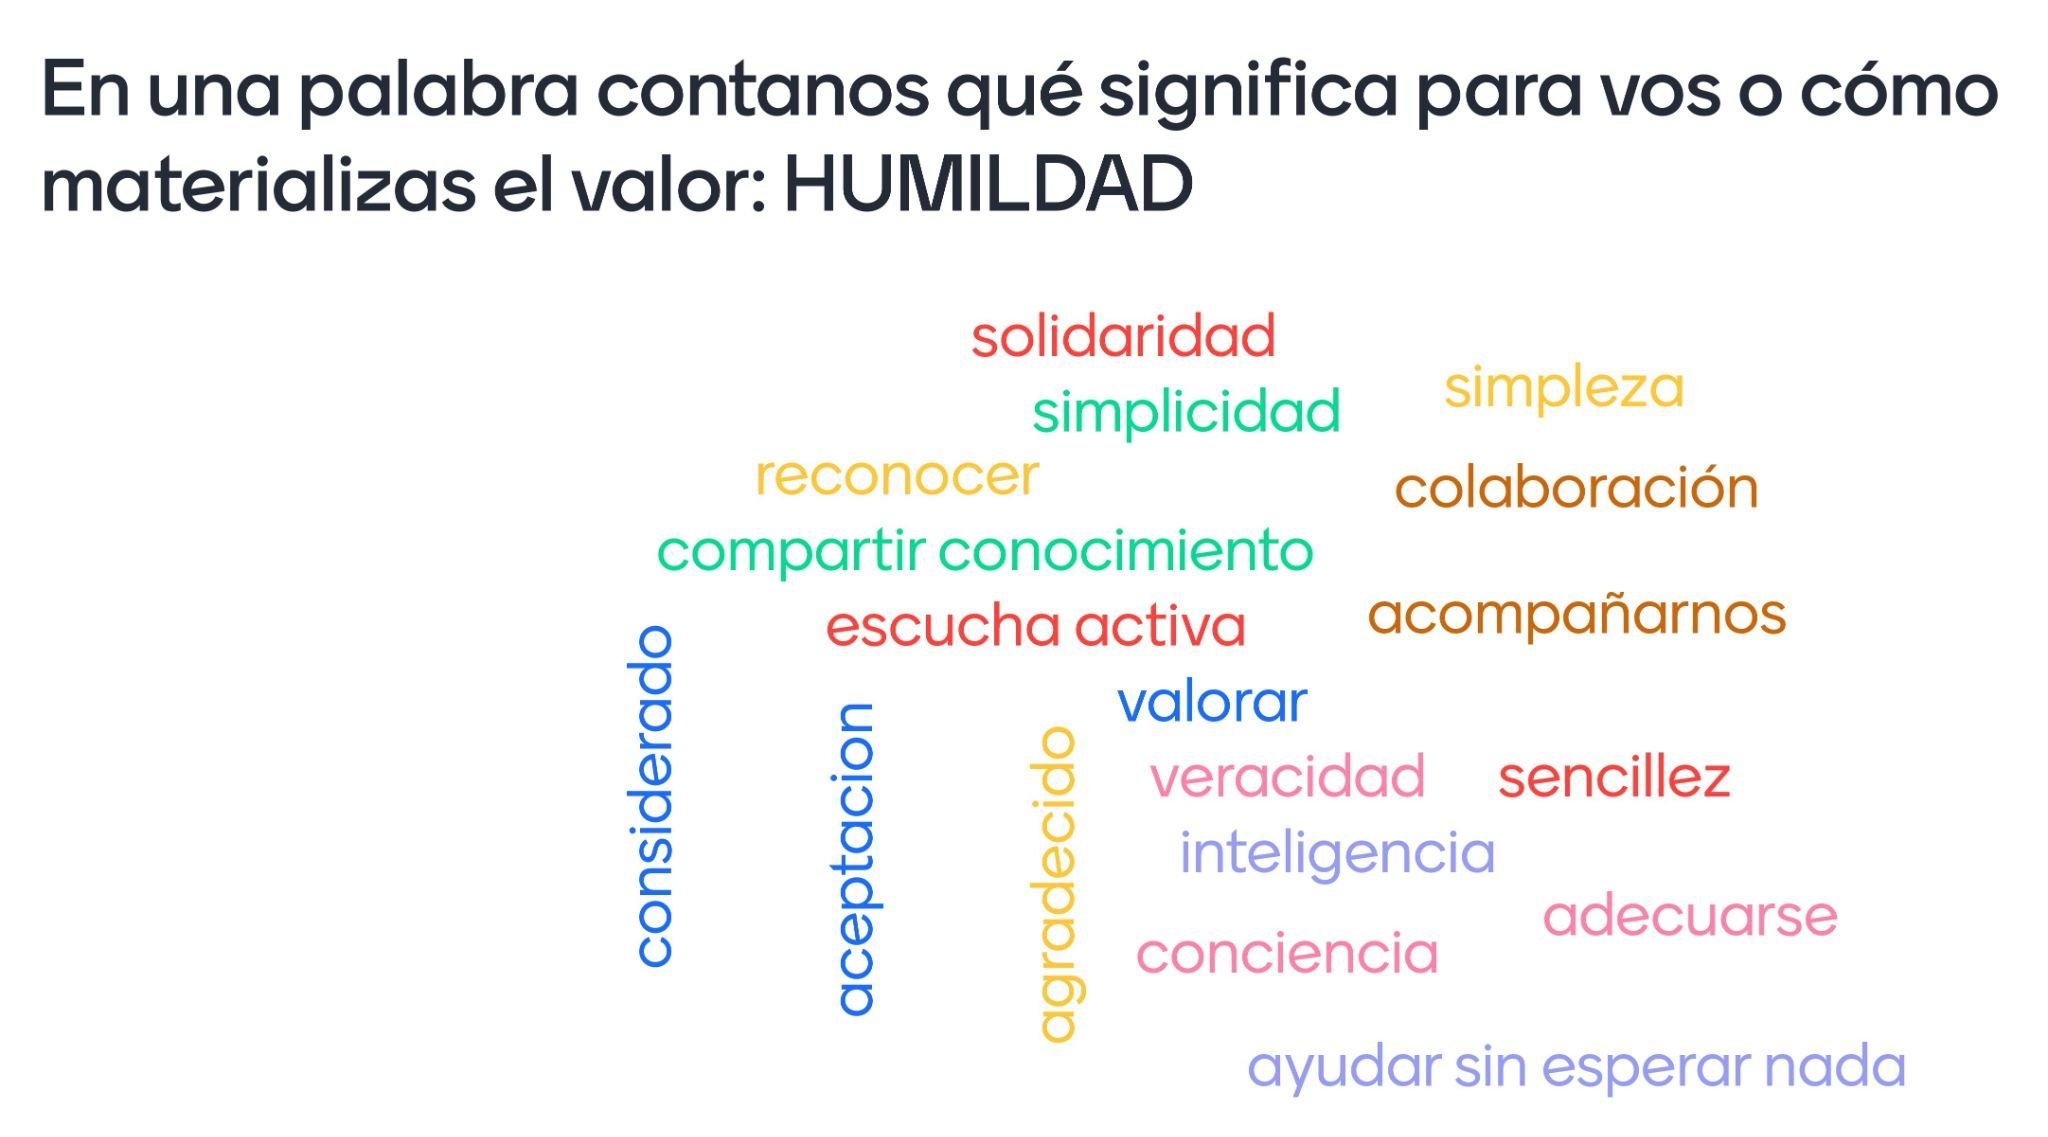 En una palabra contanos qué significa para vos o cómo
materializas el valor: HUMILDAD
solidaridad
simpleza
simplicidad
reconocer
colaboración
compartir conocimiento
acompañarnos
escucha activa
considerado
valorar
aceptacion
agradecido
veracidad
sencillez
inteligencia
adecuarse
conciencia
ayudar sin esperar nada